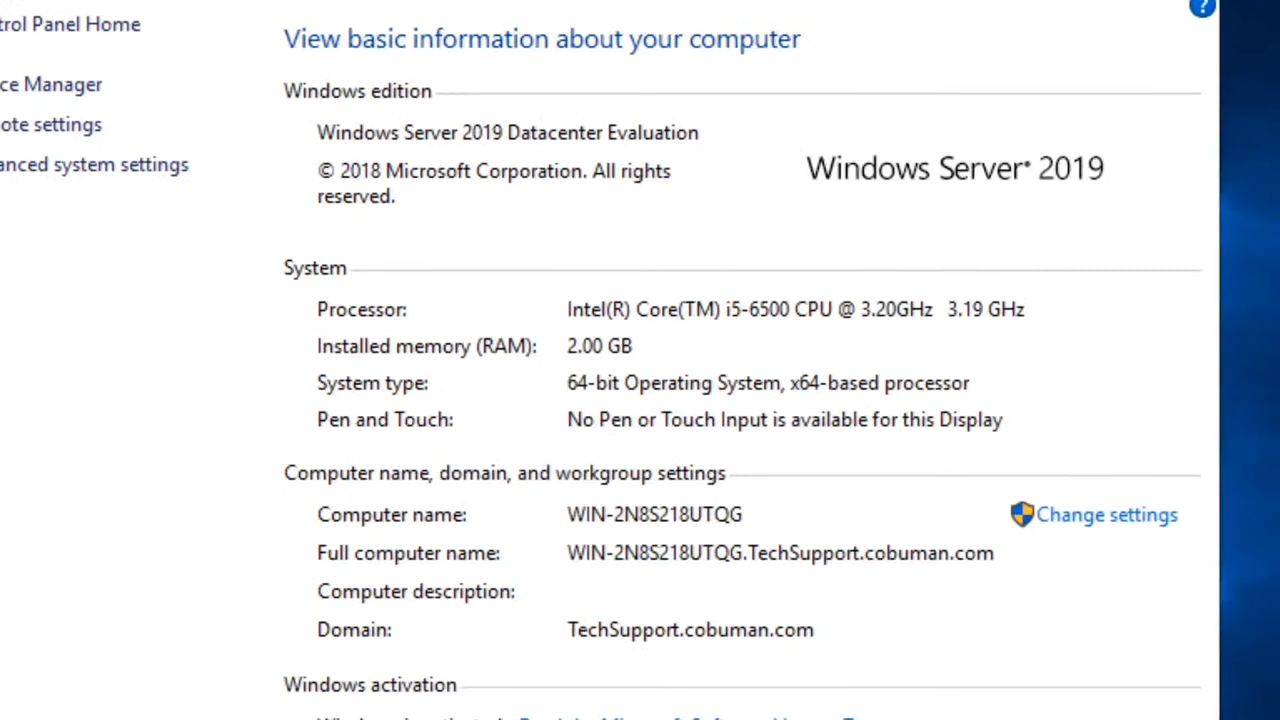 trol Panel Home
ce Manager
ote settings
anced system settings
?
View basic information about your computer
Windows edition
Windows Server 2019 Datacenter Evaluation
© 2018 Microsoft Corporation. All rights
reserved.
Windows Server® 2019
System
Processor: Intel(R) Core(TM) i5-6500 CPU @ 3.20GHz 3.19 GHz
Installed memory (RAM): 2.00 GB
System type: 64-bit Operating System, x64-based processor
Pen and Touch: No Pen or Touch Input is available for this Display
Computer name, domain, and workgroup settings
Computer name: WIN-2N8S218UTQG Change settings
Full computer name: WIN-2N8S218UTQG.TechSupport.cobuman.com
Computer description:
Domain: TechSupport.cobuman.com
Windows activation